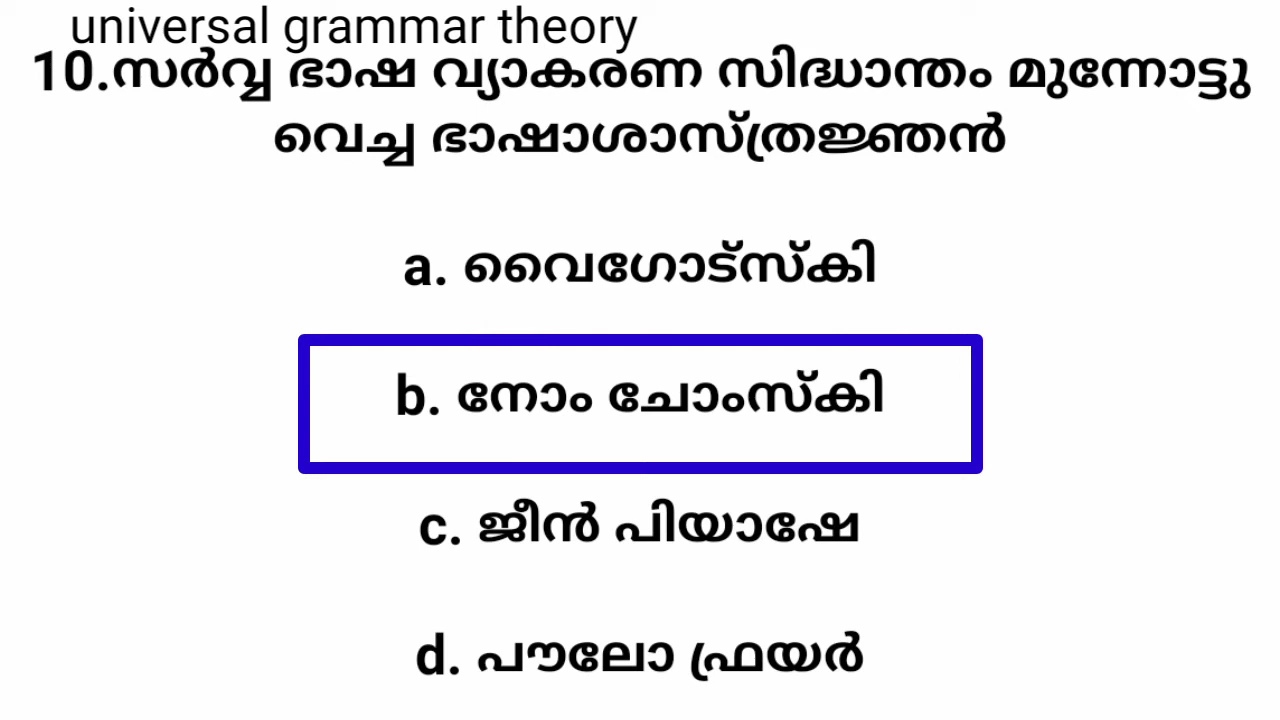 universal grammar theory
10.സർവ്വ ഭാഷ വ്യാകരണ സിദ്ധാന്തം മുന്നോട്ടു
വെച്ച ഭാഷാശാസ്ത്രജ്ഞൻ
a. വൈഗോട്സ്കി
b. നോം ചോംസ്കി
c. ജീൻ പിയാഷേ
d. പൗലോ ഫ്രയർ